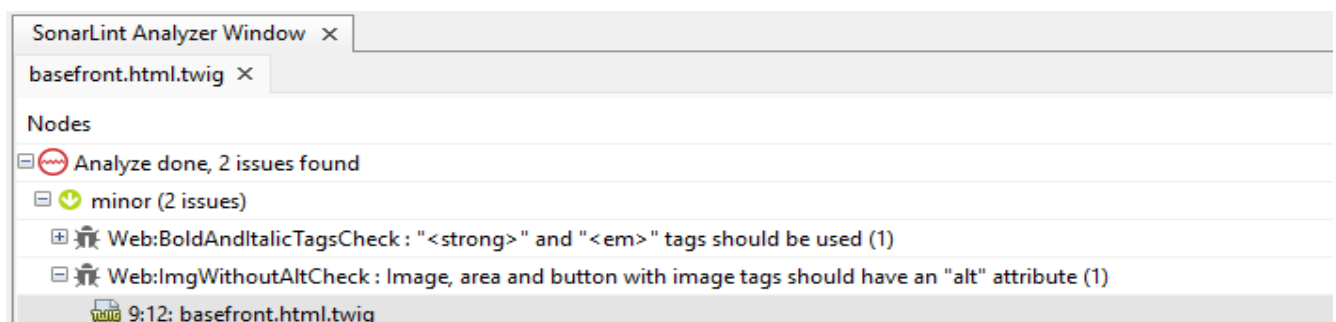 SonarLint Analyzer Window ×
basefront.html.twig ×
Nodes
Analyze done, 2 issues found
minor (2 issues)
Web:BoldAndItalicTagsCheck : "<strong>" and "<em>" tags should be used (1)
Web:ImgWithoutAltCheck : Image, area and button with image tags should have an "alt" attribute (1)
9:12: basefront.html.twig